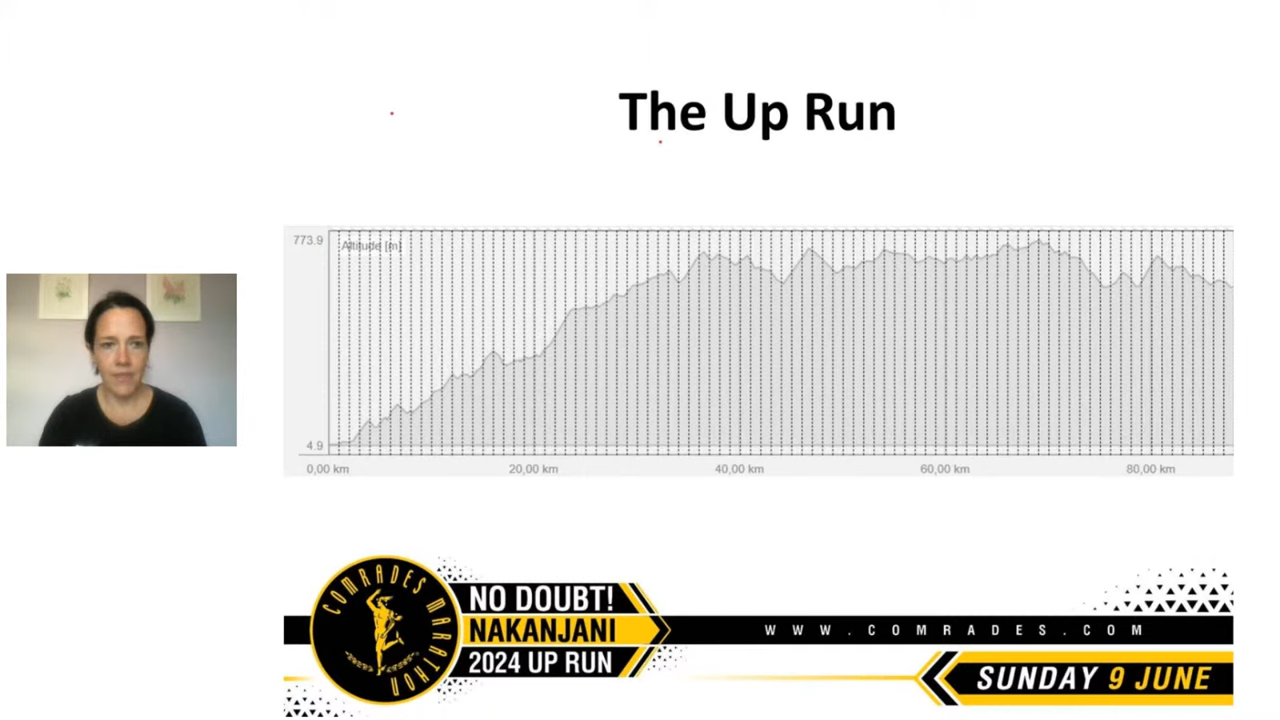 The Up Run
773.9
Altitude [m]
4.9
0,00 km 20,00 km 40,00 km 60,00 km 80,00 km
COMRADES MARATHON
NO DOUBT!
NAKANJANI
2024 UP RUN
WWW.COMRADES.COM
SUNDAY 9 JUNE